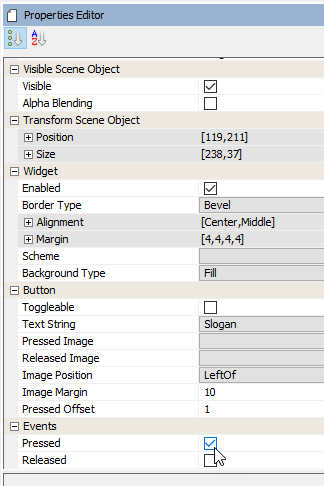 Properties Editor
Visible Scene Object
Visible
Alpha Blending
Transform Scene Object
Position [119,211]
Size [238,37]
Widget
Enabled
Border Type Bevel
Alignment [Center,Middle]
Margin [4,4,4,4]
Scheme
Background Type Fill
Button
Toggleable
Text String Slogan
Pressed Image
Released Image
Image Position LeftOf
Image Margin 10
Pressed Offset 1
Events
Pressed
Released